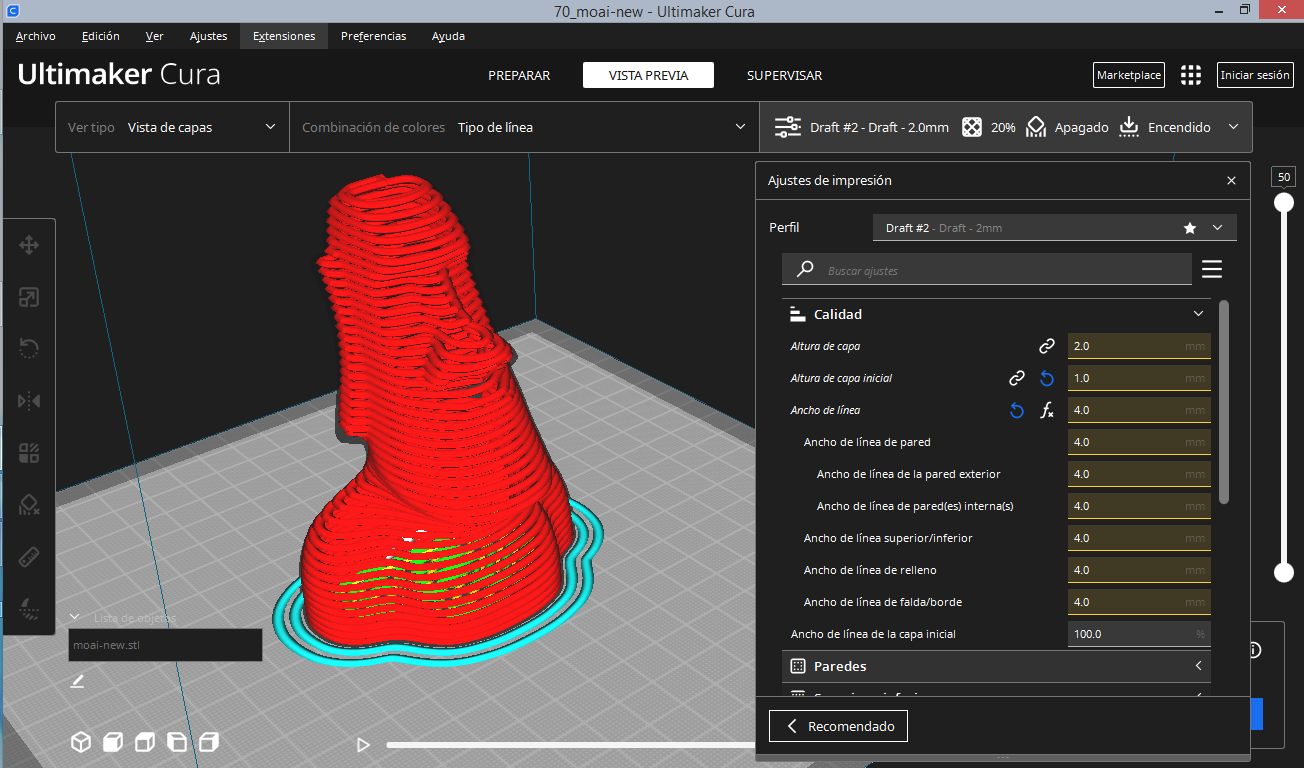 70_moai-new - Ultimaker Cura
Archivo Edición Ver Ajustes Extensiones Preferencias Ayuda
Ultimaker Cura
PREPARAR VISTA PREVIA SUPERVISAR
Marketplace Iniciar sesión
Ver tipo Vista de capas Combinación de colores Tipo de línea Draft #2 - Draft - 2.0mm 20% Apagado Encendido
Ajustes de impresión
50
Perfil Draft #2 - Draft - 2mm
Buscar ajustes
Calidad
Altura de capa 2.0 mm
Altura de capa inicial 1.0 mm
Ancho de línea 4.0 mm
Ancho de línea de pared 4.0 mm
Ancho de línea de la pared exterior 4.0 mm
Ancho de línea de pared(es) interna(s) 4.0 mm
Ancho de línea superior/inferior 4.0 mm
Ancho de línea de relleno 4.0 mm
Ancho de línea de falda/borde 4.0 mm
Ancho de línea de la capa inicial 100.0 %
Paredes
Lista de objetos
moai-new.stl
Recomendado